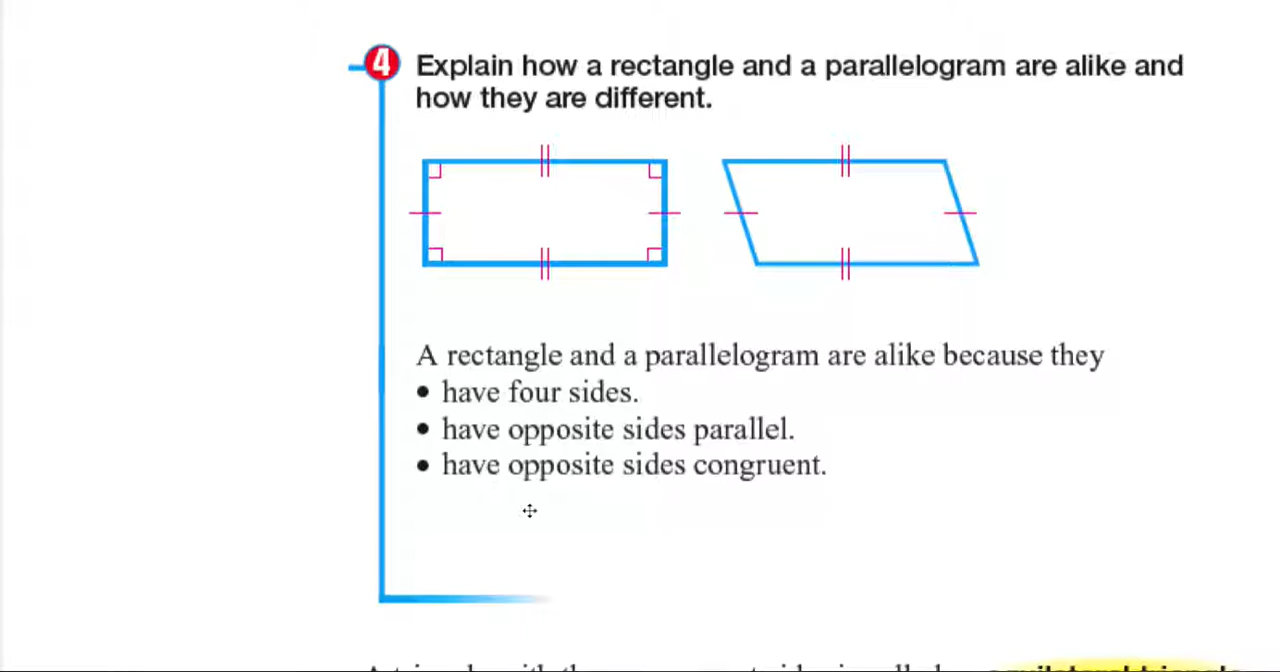 4 Explain how a rectangle and a parallelogram are alike and
how they are different.
A rectangle and a parallelogram are alike because they
• have four sides.
• have opposite sides parallel.
• have opposite sides congruent.